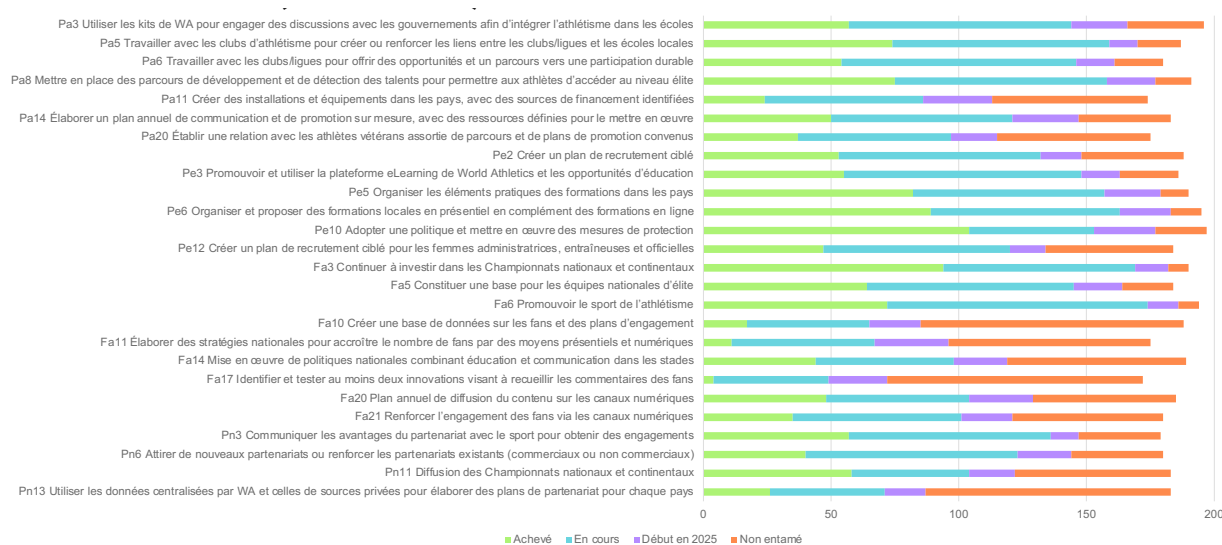 Pa3 Utiliser les kits de WA pour engager des discussions avec les gouvernements afin d'intégrer l'athlétisme dans les écoles
Pa5 Travailler avec les clubs d'athlétisme pour créer ou renforcer les liens entre les clubs/ligues et les écoles locales
Pa6 Travailler avec les clubs/ligues pour offrir des opportunités et un parcours vers une participation durable
Pa8 Mettre en place des parcours de développement et de détection des talents pour permettre aux athlètes d'accéder au niveau élite
Pa11 Créer des installations et équipements dans les pays, avec des sources de financement identifiées
Pa14 Élaborer un plan annuel de communication et de promotion sur mesure, avec des ressources définies pour le mettre en œuvre
Pa20 Établir une relation avec les athlètes vétérans assortie de parcours et de plans de promotion convenus
Pe2 Créer un plan de recrutement ciblé
Pe3 Promouvoir et utiliser la plateforme eLearning de World Athletics et les opportunités d'éducation
Pe5 Organiser les éléments pratiques des formations dans les pays
Pe6 Organiser et proposer des formations locales en présentiel en complément des formations en ligne
Pe10 Adopter une politique et mettre en œuvre des mesures de protection
Pe12 Créer un plan de recrutement ciblé pour les femmes administratrices, entraîneuses et officielles
Fa3 Continuer à investir dans les Championnats nationaux et continentaux
Fa5 Constituer une base pour les équipes nationales d'élite
Fa6 Promouvoir le sport de l'athlétisme
Fa10 Créer une base de données sur les fans et des plans d'engagement
Fa11 Élaborer des stratégies nationales pour accroître le nombre de fans par des moyens présentiels et numériques
Fa14 Mise en œuvre de politiques nationales combinant éducation et communication dans les stades
Fa17 Identifier et tester au moins deux innovations visant à recueillir les commentaires des fans
Fa20 Plan annuel de diffusion du contenu sur les canaux numériques
Fa21 Renforcer l'engagement des fans via les canaux numériques
Pn3 Communiquer les avantages du partenariat avec le sport pour obtenir des engagements
Pn6 Attirer de nouveaux partenariats ou renforcer les partenariats existants (commerciaux ou non commerciaux)
Pn11 Diffusion des Championnats nationaux et continentaux
Pn13 Utiliser les données centralisées par WA et celles de sources privées pour élaborer des plans de partenariat pour chaque pays
0 50 100 150 200
Achevé En cours Début en 2025 Non entamé